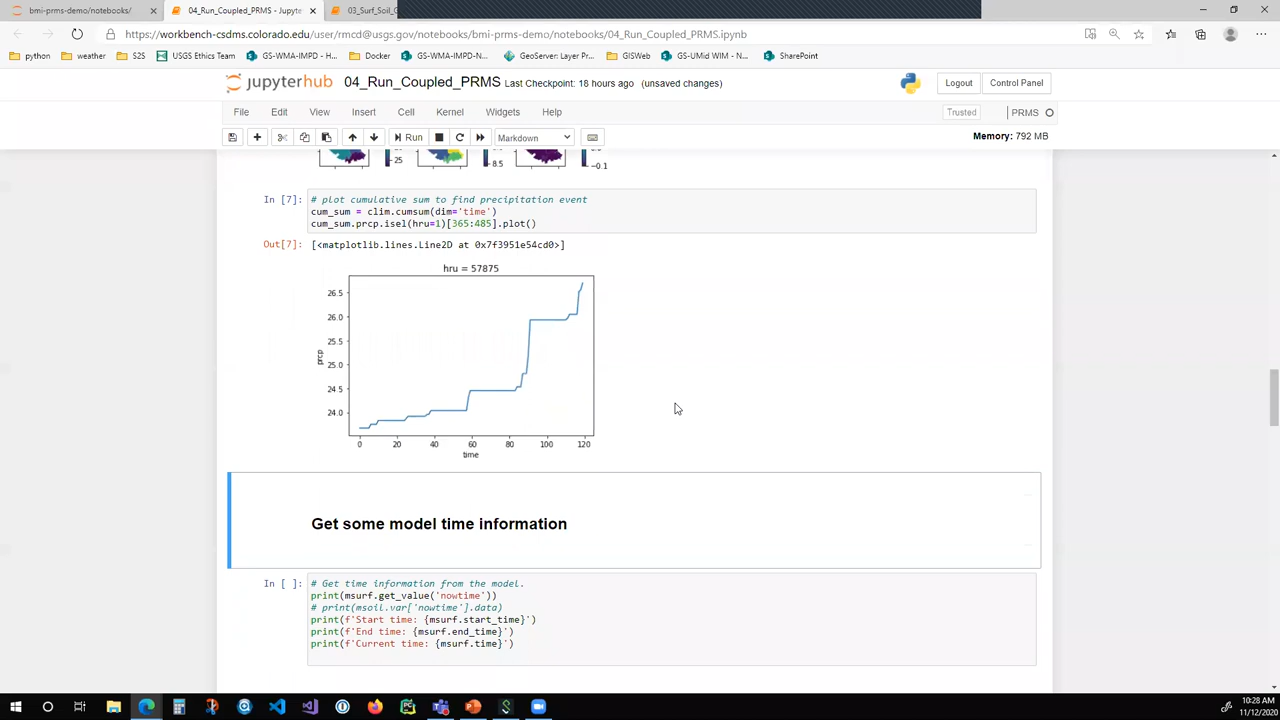 bmi-prms-demo/notebooks/
04_Run_Coupled_PRMS - Jupyte
03_Surf_Soil_G
https://workbench-csdms.colorado.edu/user/rmcd@usgs.gov/notebooks/bmi-prms-demo/notebooks/04_Run_Coupled_PRMS.ipynb
python
weather
S2S
USGS Ethics Team
GS-WMA-IMPD - H...
Docker
GS-WMA-IMPD-N...
GeoServer: Layer Pr...
GISWeb
GS-UMid WIM - N...
SharePoint
jupyterhub
04_Run_Coupled_PRMS Last Checkpoint: 18 hours ago (unsaved changes)
Logout
Control Panel
File Edit View Insert Cell Kernel Widgets Help
Trusted
PRMS
Run
Markdown
Memory: 792 MB
25
8.5
−0.1
In [7]:
# plot cumulative sum to find precipitation event
cum_sum = clim.cumsum(dim='time')
cum_sum.prcp.isel(hru=1)[365:485].plot()
Out[7]:
[<matplotlib.lines.Line2D at 0x7f3951e54cd0>]
hru = 57875
26.5
26.0
25.5
25.0
24.5
24.0
prcp
0 20 40 60 80 100 120
time
Get some model time information
In [ ]:
# Get time information from the model.
print(msurf.get_value('nowtime'))
# print(msoil.var['nowtime'].data)
print(f'Start time: {msurf.start_time}')
print(f'End time: {msurf.end_time}')
print(f'Current time: {msurf.time}')
10:28 AM
11/12/2020